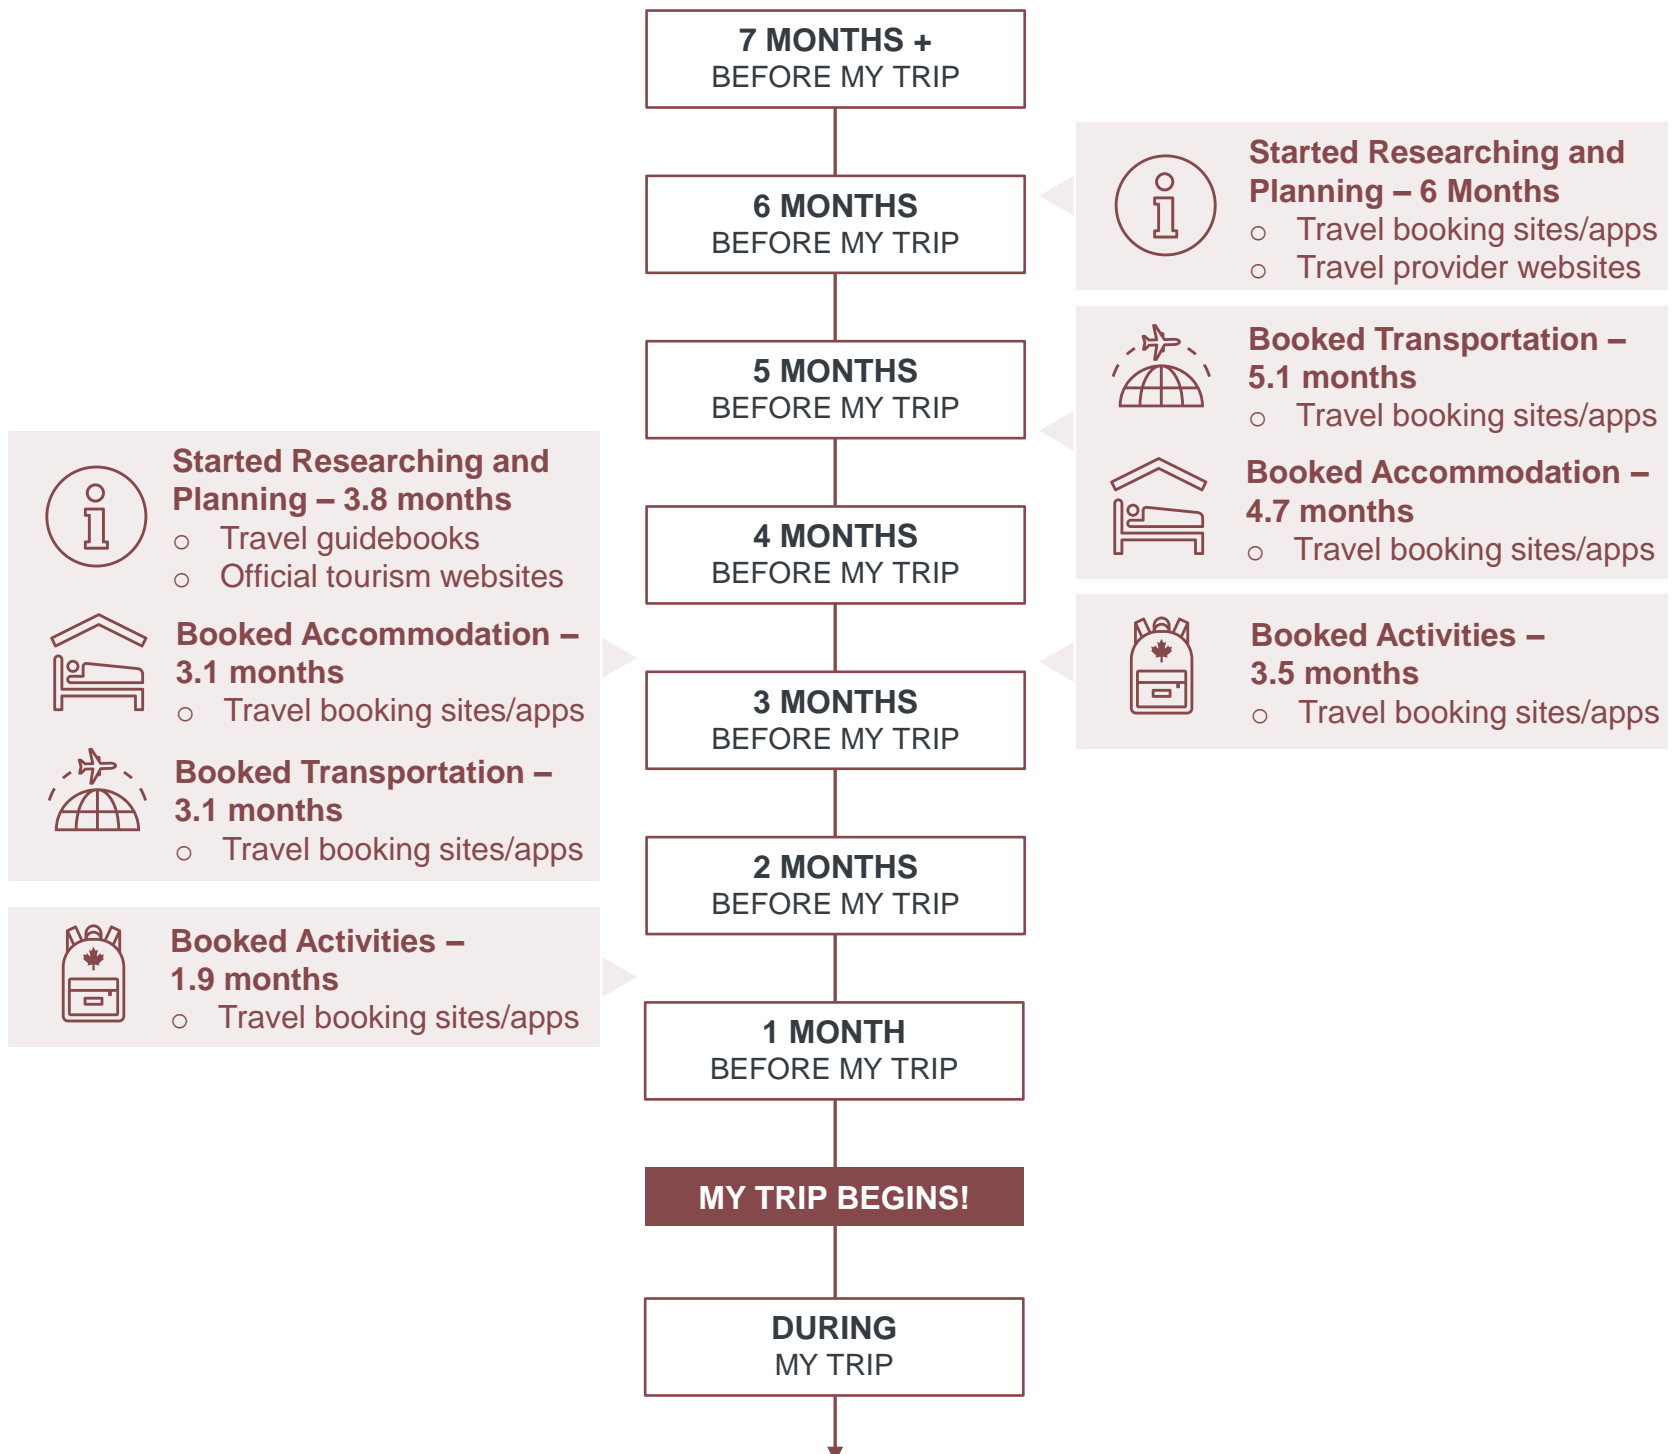 7 MONTHS +
BEFORE MY TRIP
Started Researching and
Planning – 6 Months
o Travel booking sites/apps
o Travel provider websites
6 MONTHS
BEFORE MY TRIP
Booked Transportation –
5.1 months
o Travel booking sites/apps
5 MONTHS
BEFORE MY TRIP
Booked Accommodation –
4.7 months
o Travel booking sites/apps
Started Researching and
Planning – 3.8 months
o Travel guidebooks
o Official tourism websites
4 MONTHS
BEFORE MY TRIP
Booked Accommodation –
3.1 months
o Travel booking sites/apps
Booked Activities –
3.5 months
o Travel booking sites/apps
3 MONTHS
BEFORE MY TRIP
Booked Transportation –
3.1 months
o Travel booking sites/apps
2 MONTHS
BEFORE MY TRIP
Booked Activities –
1.9 months
o Travel booking sites/apps
1 MONTH
BEFORE MY TRIP
MY TRIP BEGINS!
DURING
MY TRIP